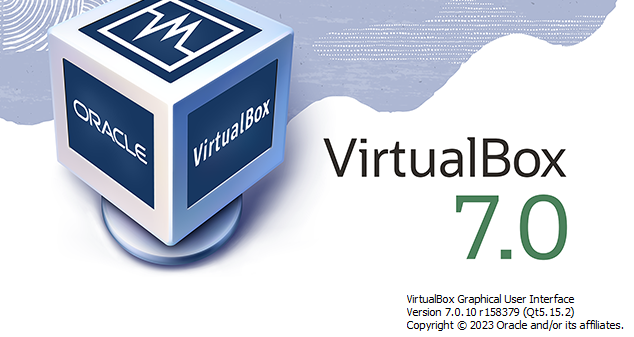 ORACLE
VirtualBox
VirtualBox
7.0
VirtualBox Graphical User Interface
Version 7.0.10 r158379 (Qt5.15.2)
Copyright © 2023 Oracle and/or its affiliates.